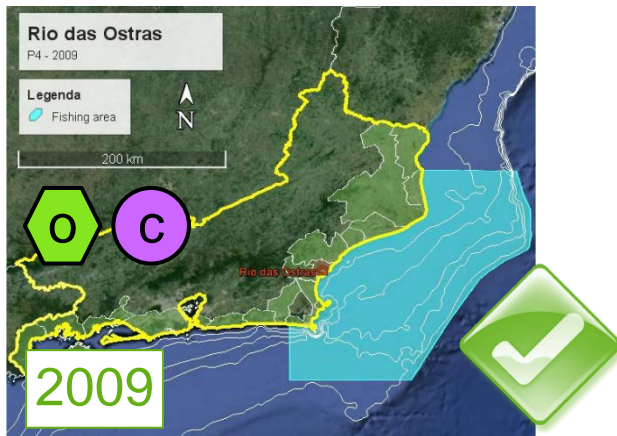 Rio das Ostras
P4 - 2009
Legenda
Fishing area
N
200 km
O
C
Rio das Ostras
2009